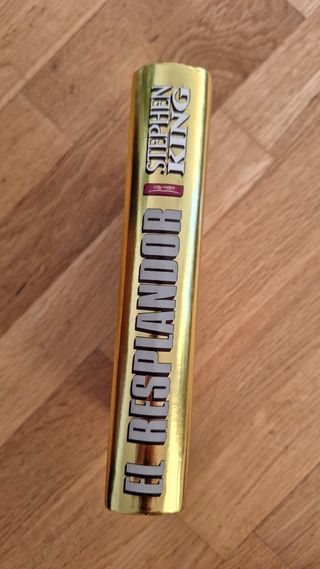 EL RESPLANDOR
STEPHEN
KING